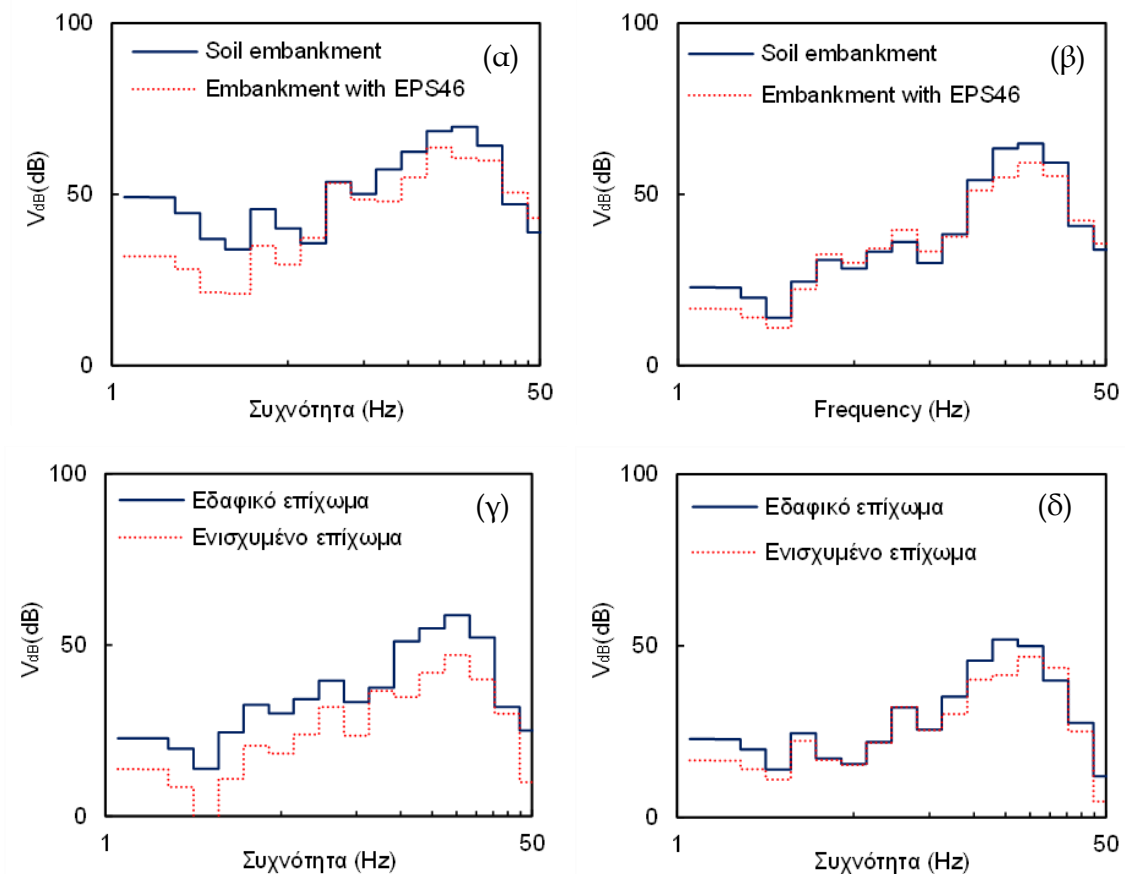 100
Soil embankment
(α)
Embankment with EPS46
VdB(dB)
50
0
1
50
Συχνότητα (Hz)
100
Soil embankment
(β)
Embankment with EPS46
VdB(dB)
50
0
1
50
Frequency (Hz)
100
Εδαφικό επίχωμα
(γ)
Ενισχυμένο επίχωμα
VdB(dB)
50
0
1
50
Συχνότητα (Hz)
100
Εδαφικό επίχωμα
(δ)
Ενισχυμένο επίχωμα
VdB(dB)
50
0
1
50
Συχνότητα (Hz)